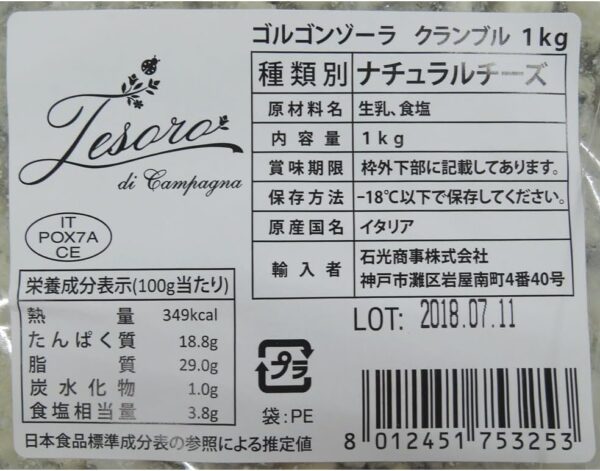 ゴルゴンゾーラ クランブル 1kg
種類別 ナチュラルチーズ
原材料名 生乳、食塩
内容量 1kg
賞味期限 枠外下部に記載してあります。
保存方法 −18℃以下で保存してください。
原産国名 イタリア
輸入者 石光商事株式会社
神戸市灘区岩屋南町4番40号
Tesoro
di Campagna
IT
POX7A
CE
栄養成分表示(100g当たり)
熱量 349kcal
たんぱく質 18.8g
脂質 29.0g
炭水化物 1.0g
食塩相当量 3.8g
日本食品標準成分表の参照による推定値
LOT: 2018.07.11
プラ
袋:PE
8 012451 753253